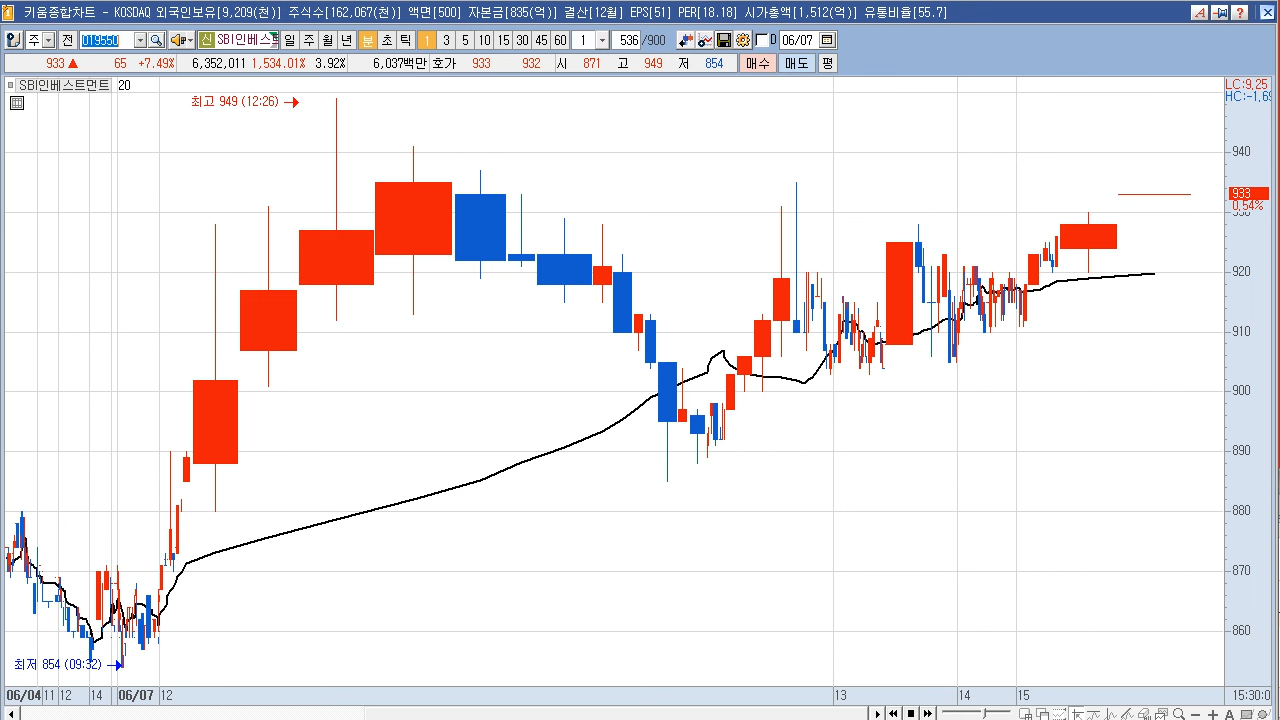 키움종합차트 - KOSDAQ 외국인보유[9,209(천)] 주식수[162,067(천)] 액면[500] 자본금[835(억)] 결산[12월] EPS[51] PER[18.18] 시가총액[1,512(억)] 유통비율[55.7]
주 전 019550 신 SBI인베스 일 주 월 년 분 초 틱 1 3 5 10 15 30 45 60 1 536 /900 D
933 ▲ 65 +7.49% 6,352,011 1,534.01% 3.92% 6,037백만 호가 933 932 시 871 고 949 저 854 매수 매도 평
SBI인베스트먼트 20
LC:9.25
HC:-1.69
최고 949 (12:26)
940
933
0.54%
930
920
910
900
890
880
870
860
최저 854 (09:32)
06/04 11 12 14 06/07 12 13 14 15 15:30:0